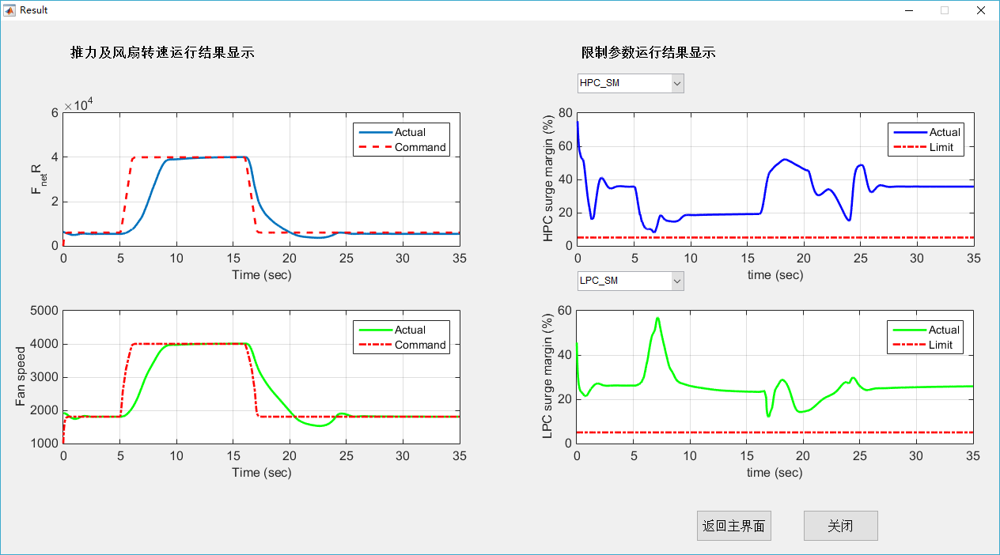 Result
推力及风扇转速运行结果显示
×10^4
6
4
2
0
F_net R
Actual
Command
0 5 10 15 20 25 30 35
Time (sec)
5000
4000
3000
2000
1000
Fan speed
Actual
Command
0 5 10 15 20 25 30 35
Time (sec)
限制参数运行结果显示
HPC_SM
80
60
40
20
0
HPC surge margin (%)
Actual
Limit
0 5 10 15 20 25 30 35
time (sec)
LPC_SM
60
40
20
0
LPC surge margin (%)
Actual
Limit
0 5 10 15 20 25 30 35
time (sec)
返回主界面 关闭